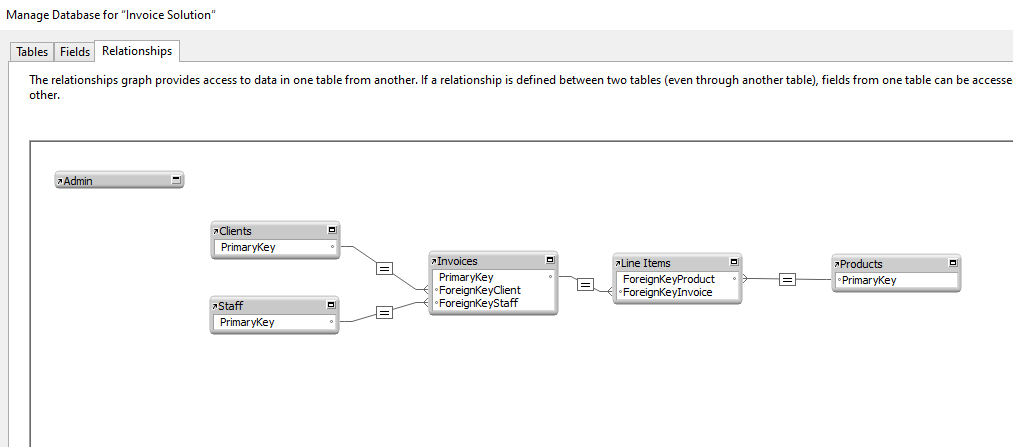 Manage Database for “Invoice Solution”
Tables Fields Relationships
The relationships graph provides access to data in one table from another. If a relationship is defined between two tables (even through another table), fields from one table can be accesse
other.
Admin
Clients
PrimaryKey
Staff
PrimaryKey
Invoices
PrimaryKey
ForeignKeyClient
ForeignKeyStaff
Line Items
ForeignKeyProduct
ForeignKeyInvoice
Products
PrimaryKey